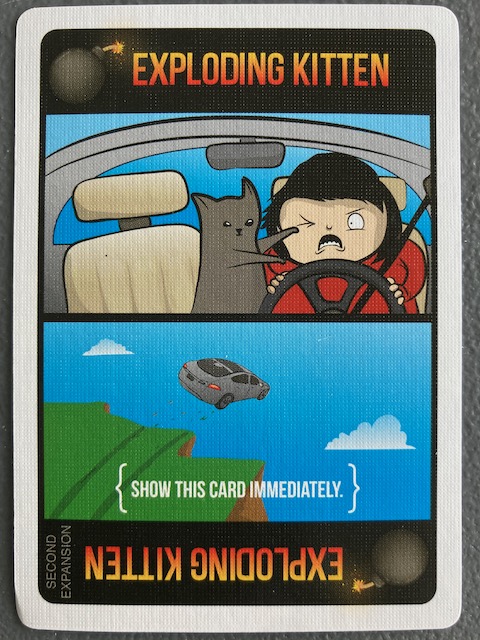 EXPLODING KITTEN
{SHOW THIS CARD IMMEDIATELY.}
SECOND
EXPANSION
EXPLODING KITTEN